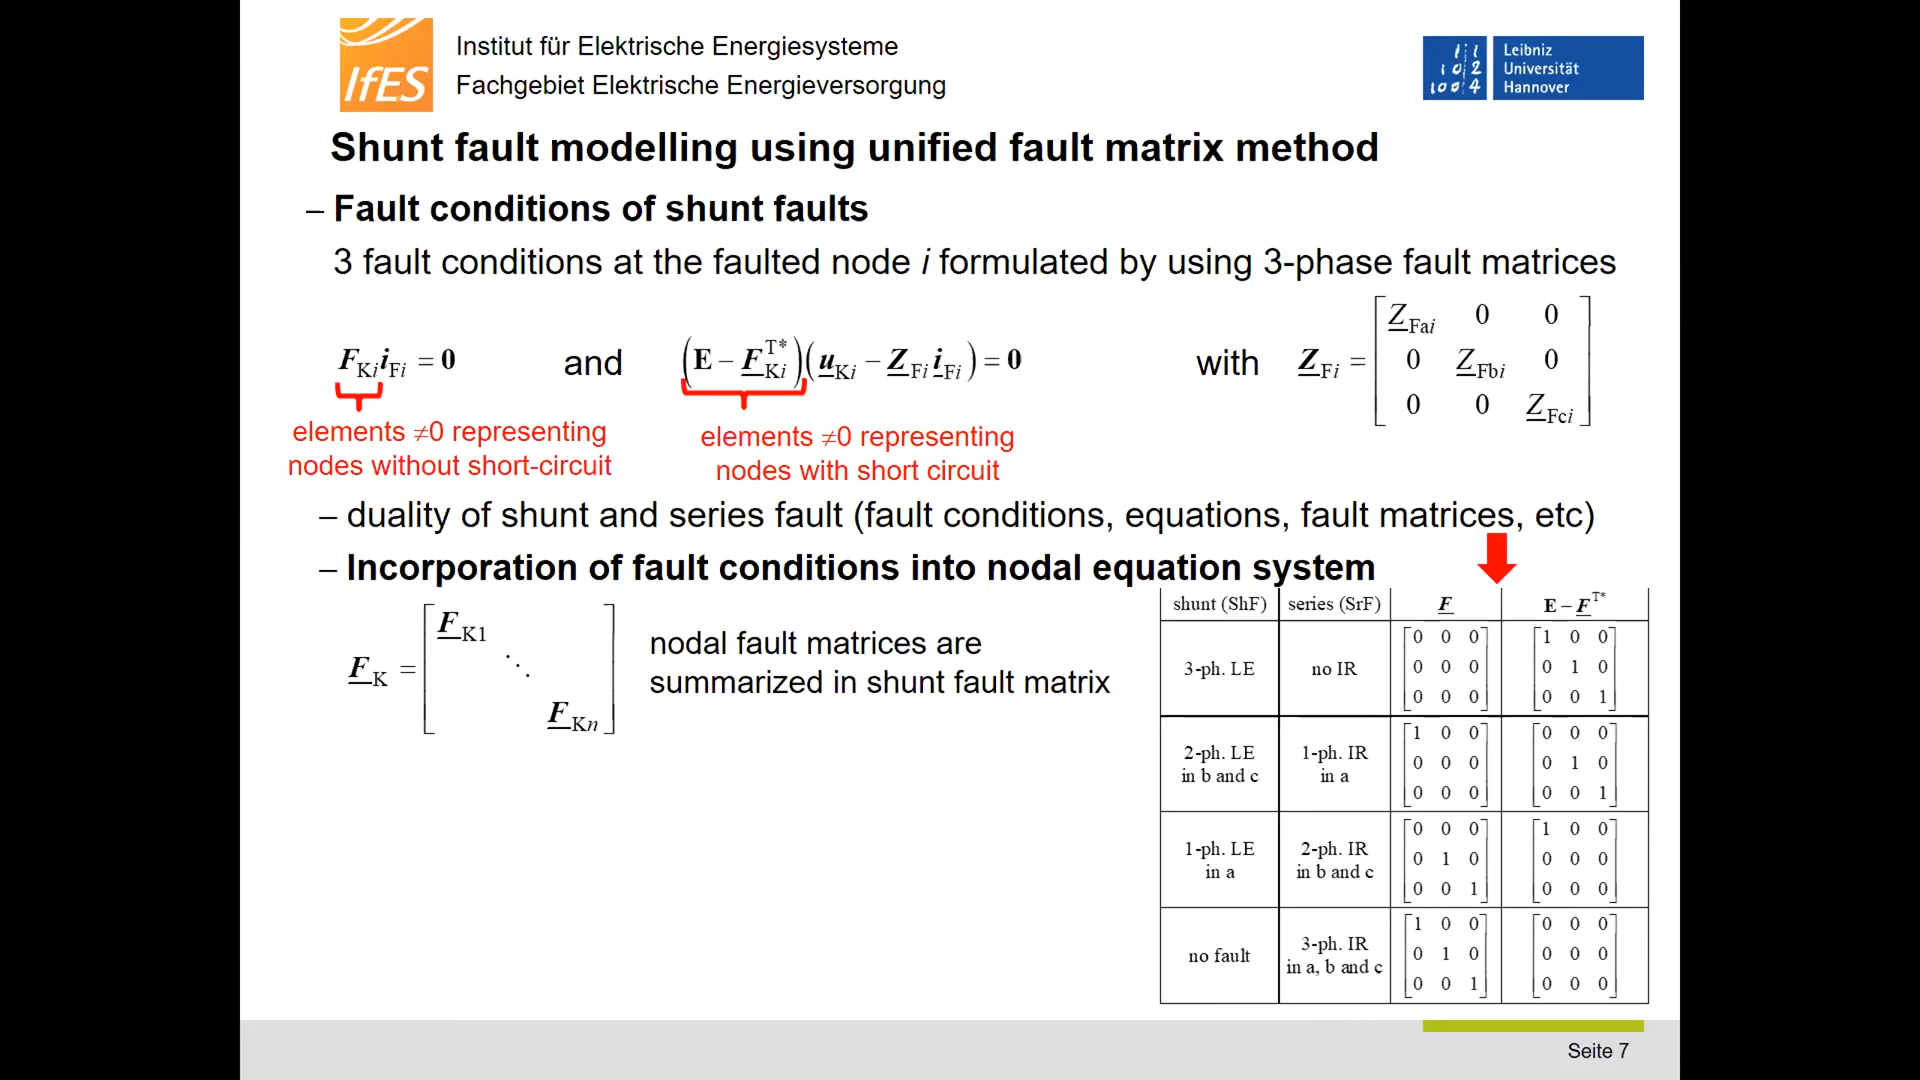 IfES
Institut für Elektrische Energiesysteme
Fachgebiet Elektrische Energieversorgung
Leibniz
Universität
Hannover
Shunt fault modelling using unified fault matrix method
– Fault conditions of shunt faults
3 fault conditions at the faulted node i formulated by using 3-phase fault matrices
F_Ki i_Fi = 0 and (E − F_Ki^T*)(u_Ki − Z_Fi i_Fi) = 0 with Z_Fi =
Z_Fai 0 0
0 Z_Fbi 0
0 0 Z_Fci
elements ≠0 representing
nodes without short-circuit
elements ≠0 representing
nodes with short circuit
– duality of shunt and series fault (fault conditions, equations, fault matrices, etc)
– Incorporation of fault conditions into nodal equation system
F_K =
F_K1
⋱
F_Kn
nodal fault matrices are
summarized in shunt fault matrix
shunt (ShF) series (SrF) F E − F^T*
3-ph. LE
no IR
0 0 0
0 0 0
0 0 0
1 0 0
0 1 0
0 0 1
2-ph. LE
in b and c
1-ph. IR
in a
1 0 0
0 0 0
0 0 0
0 0 0
0 1 0
0 0 1
1-ph. LE
in a
2-ph. IR
in b and c
0 0 0
0 1 0
0 0 1
1 0 0
0 0 0
0 0 0
no fault
3-ph. IR
in a, b and c
1 0 0
0 1 0
0 0 1
0 0 0
0 0 0
0 0 0
Seite 7